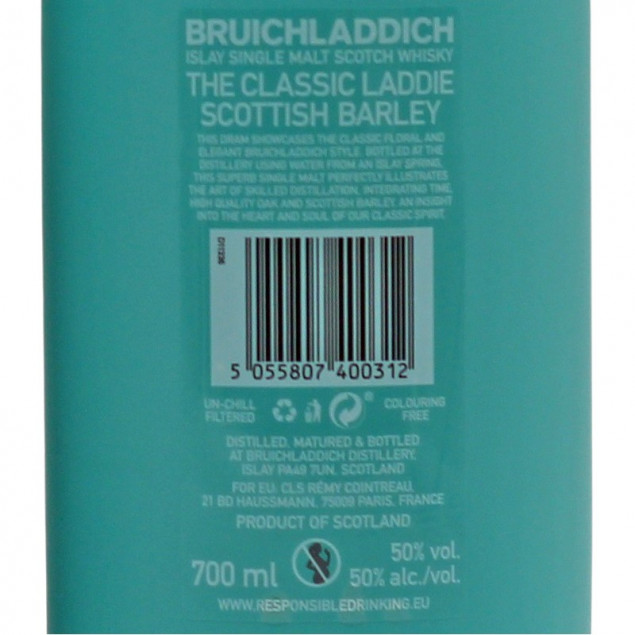 BRUICHLADDICH
ISLAY SINGLE MALT SCOTCH WHISKY
THE CLASSIC LADDIE
SCOTTISH BARLEY
THIS DRAM SHOWCASES THE CLASSIC FLORAL AND
ELEGANT BRUICHLADDICH STYLE. BOTTLED AT THE
DISTILLERY USING WATER FROM AN ISLAY SPRING,
THIS SUPERB SINGLE MALT PERFECTLY ILLUSTRATES
THE ART OF SKILLED DISTILLATION, INTEGRATING TIME,
HIGH QUALITY OAK AND SCOTTISH BARLEY. AN INSIGHT
INTO THE HEART AND SOUL OF OUR CLASSIC SPIRIT.
5 055807 400312
UN-CHILL
FILTERED
COLOURING
FREE
DISTILLED, MATURED & BOTTLED
AT BRUICHLADDICH DISTILLERY,
ISLAY PA49 7UN, SCOTLAND
FOR EU: CLS RÉMY COINTREAU,
21 BD HAUSSMANN, 75009 PARIS, FRANCE
PRODUCT OF SCOTLAND
700 ml
50% vol.
50% alc./vol.
WWW.RESPONSIBLEDRINKING.EU